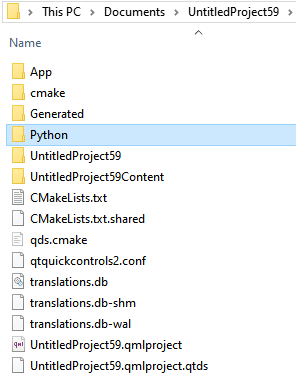 This PC > Documents > UntitledProject59 >
Name
App
cmake
Generated
Python
UntitledProject59
UntitledProject59Content
CMakeLists.txt
CMakeLists.txt.shared
qds.cmake
qtquickcontrols2.conf
translations.db
translations.db-shm
translations.db-wal
UntitledProject59.qmlproject
UntitledProject59.qmlproject.qtds